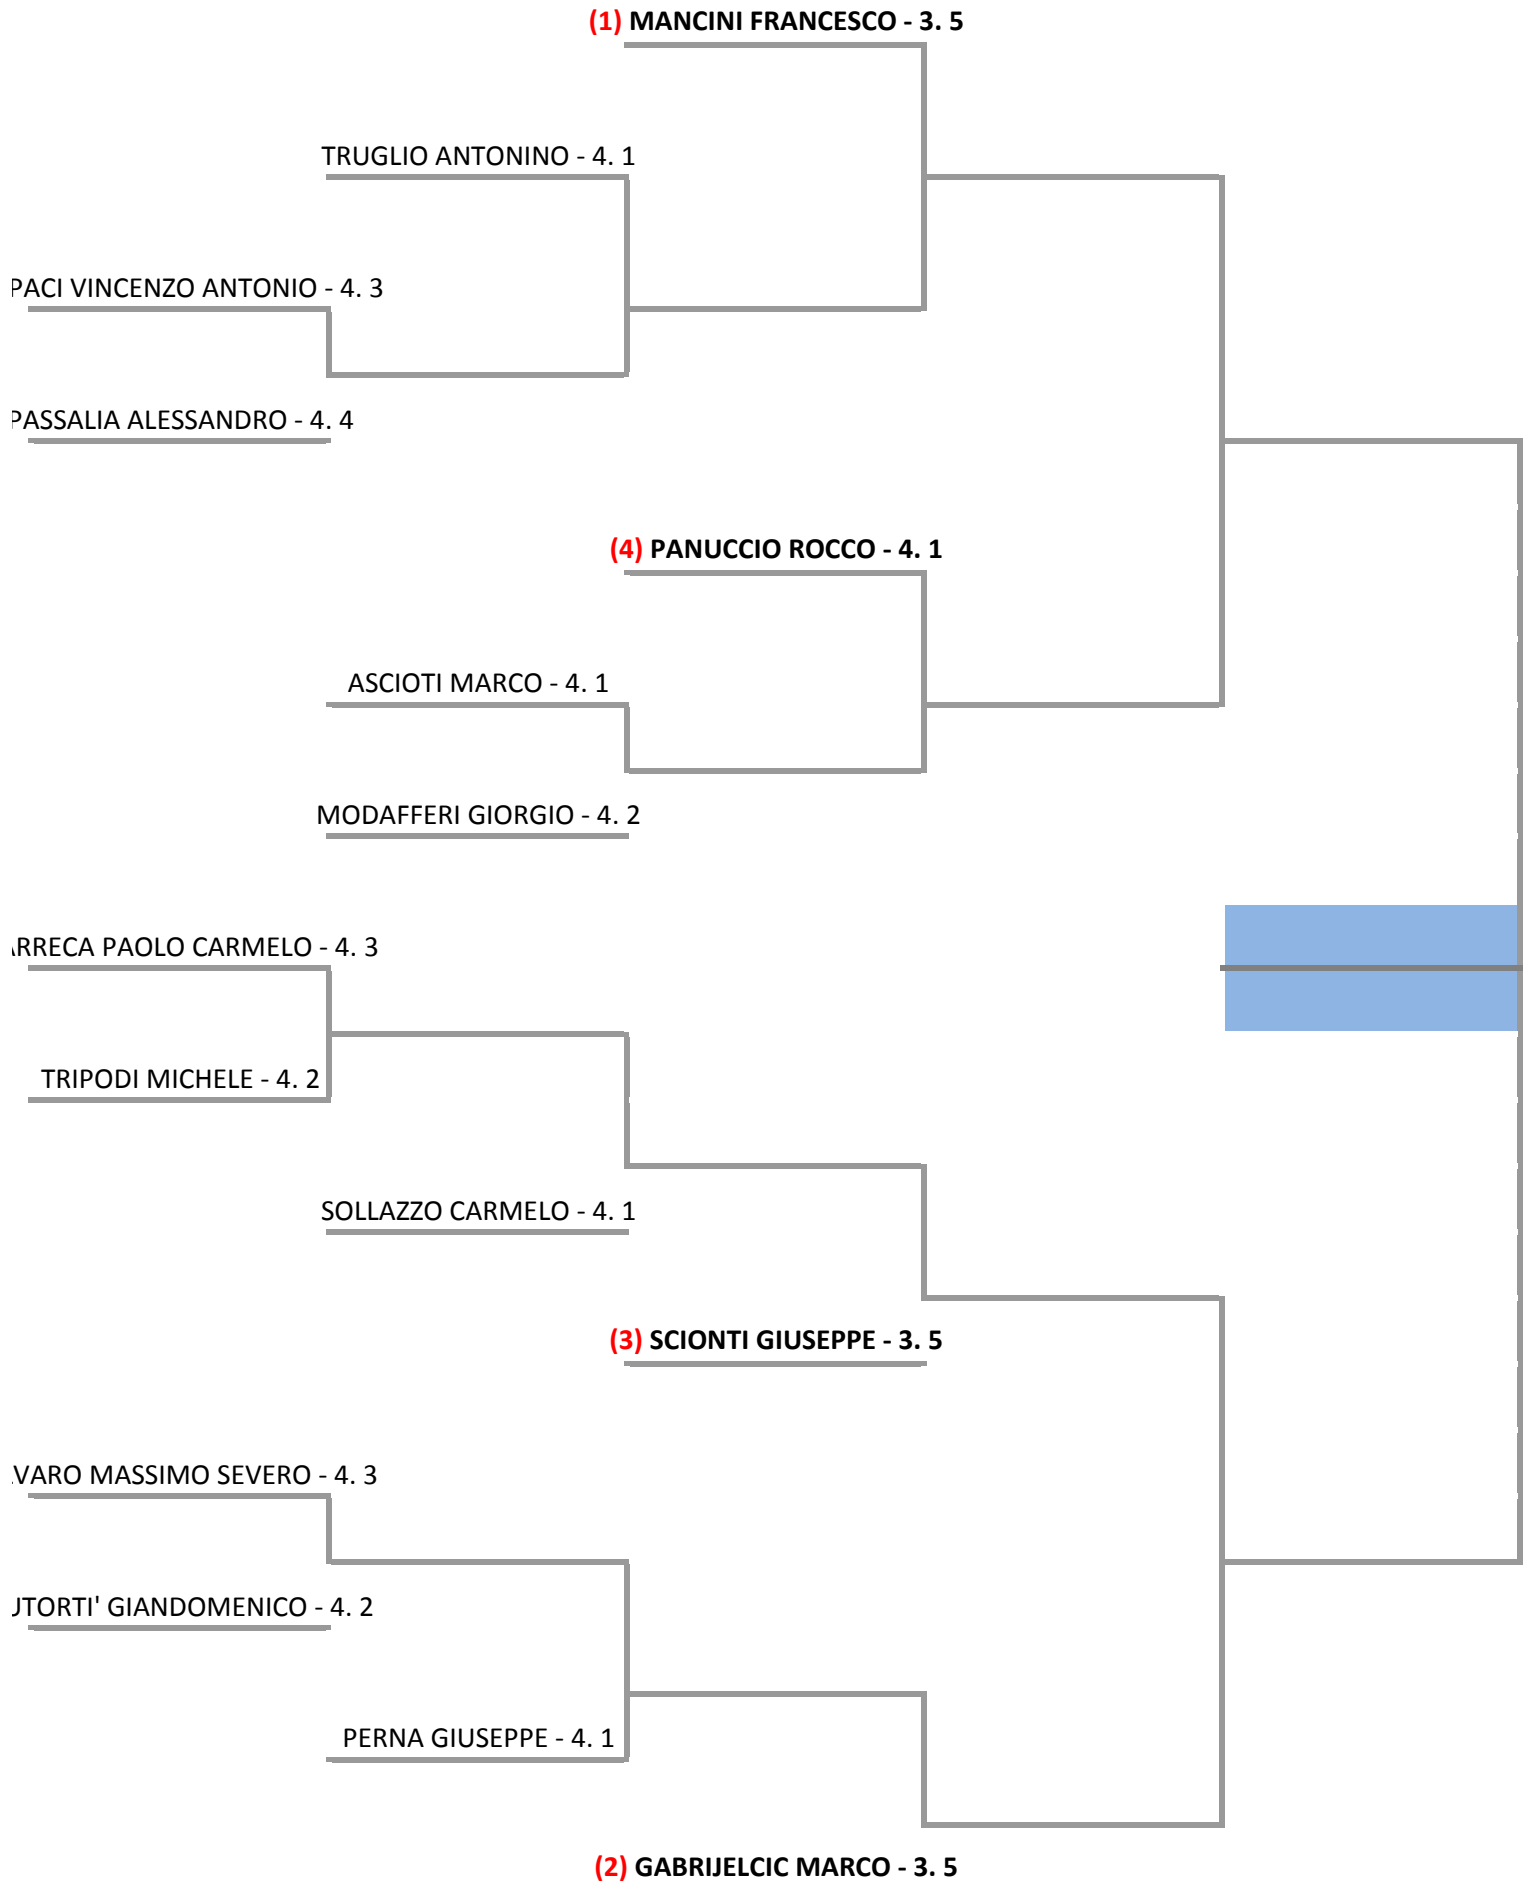 (1) MANCINI FRANCESCO - 3. 5
TRUGLIO ANTONINO - 4. 1
PACI VINCENZO ANTONIO - 4. 3
PASSALIA ALESSANDRO - 4. 4
(4) PANUCCIO ROCCO - 4. 1
ASCIOTI MARCO - 4. 1
MODAFFERI GIORGIO - 4. 2
PAOLO CARMELO - 4. 3
TRIPODI MICHELE - 4. 2
SOLLAZZO CARMELO - 4. 1
(3) SCIONTI GIUSEPPE - 3. 5
MASSIMO SEVERO - 4. 3
GIANDOMENICO - 4. 2
PERNA GIUSEPPE - 4. 1
(2) GABRIJELCIC MARCO - 3. 5